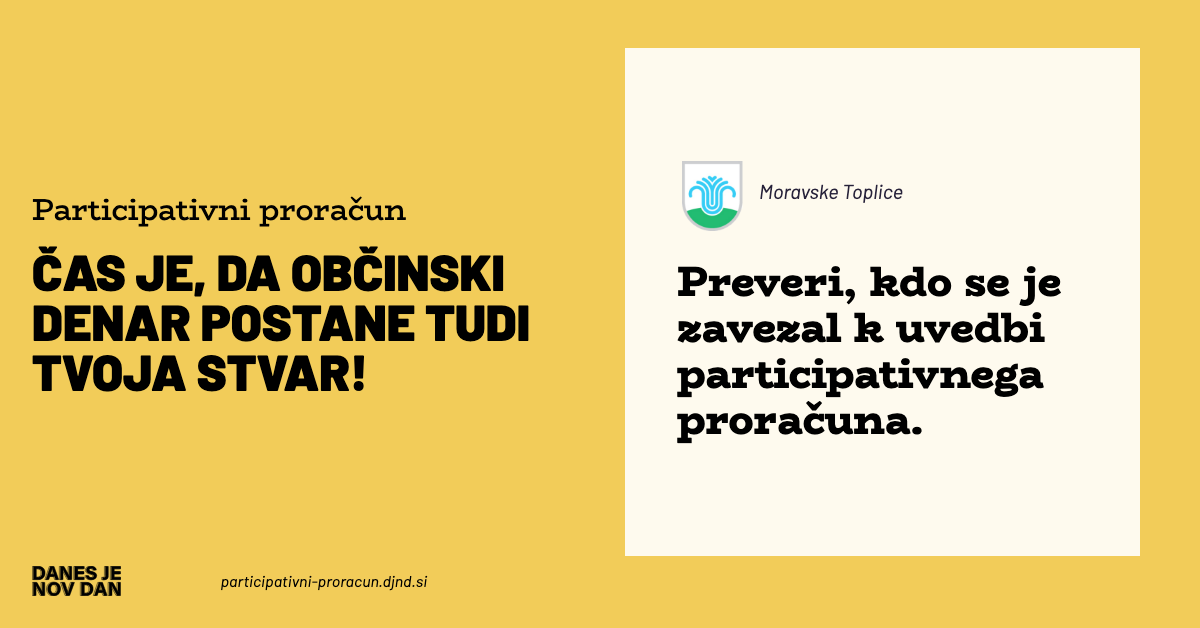 Participativni proračun
ČAS JE, DA OBČINSKI
DENAR POSTANE TUDI
TVOJA STVAR!
DANES JE
NOV DAN
participativni-proracun.djnd.si
Moravske Toplice
Preveri, kdo se je
zavezal k uvedbi
participativnega
proračuna.